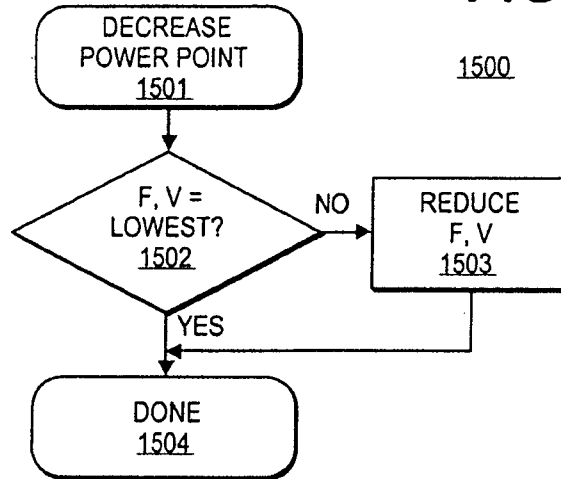 DECREASE
POWER POINT
1501
1500
F, V =
LOWEST?
1502
NO
REDUCE
F, V
1503
YES
DONE
1504